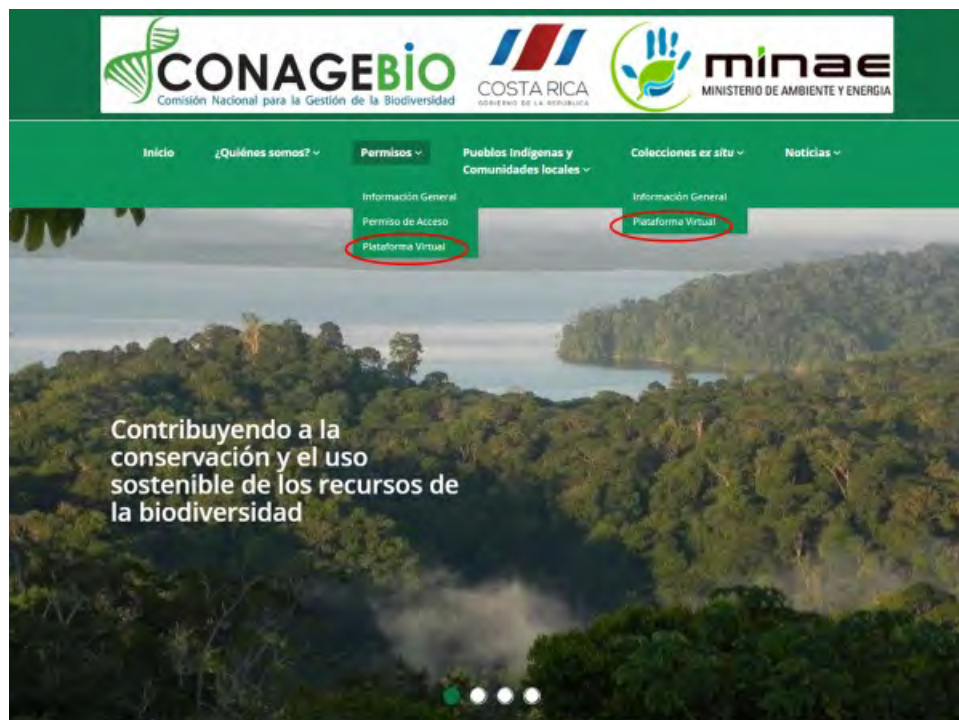 CONAGEBIO
Comisión Nacional para la Gestión de la Biodiversidad
COSTA RICA
GOBIERNO DE LA REPÚBLICA
minae
MINISTERIO DE AMBIENTE Y ENERGIA
Inicio
¿Quiénes somos?
Permisos
Pueblos Indígenas y
Comunidades locales
Colecciones ex situ
Noticias
Información General
Permiso de Acceso
Plataforma Virtual
Información General
Plataforma Virtual
Contribuyendo a la
conservación y el uso
sostenible de los recursos de
la biodiversidad